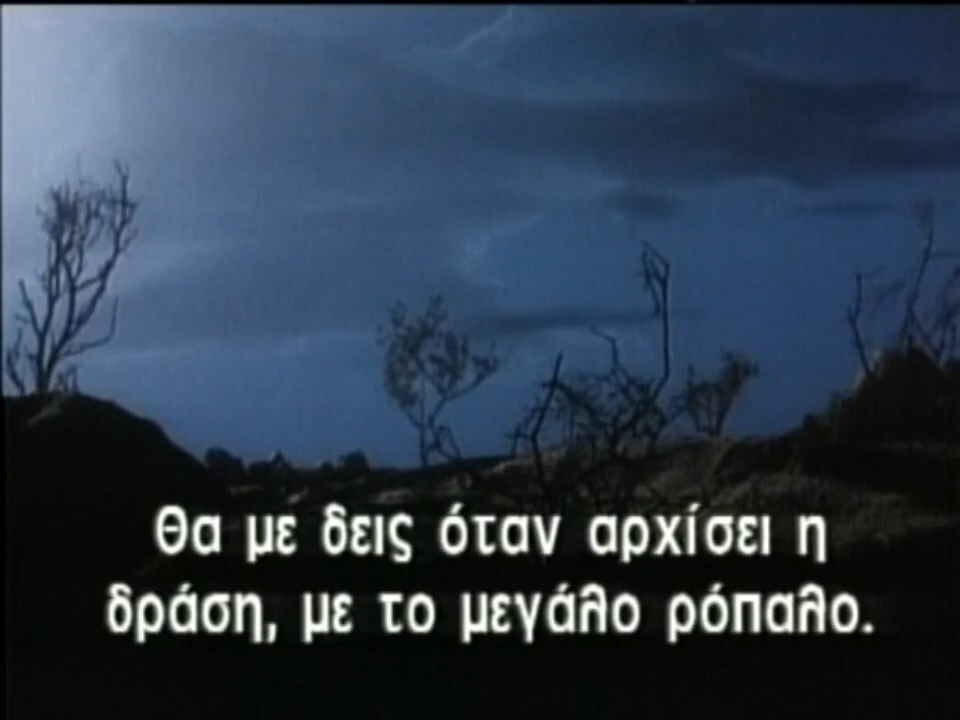 Θα με δεις όταν αρχίσει η
δράση, με το μεγάλο ρόπαλο.